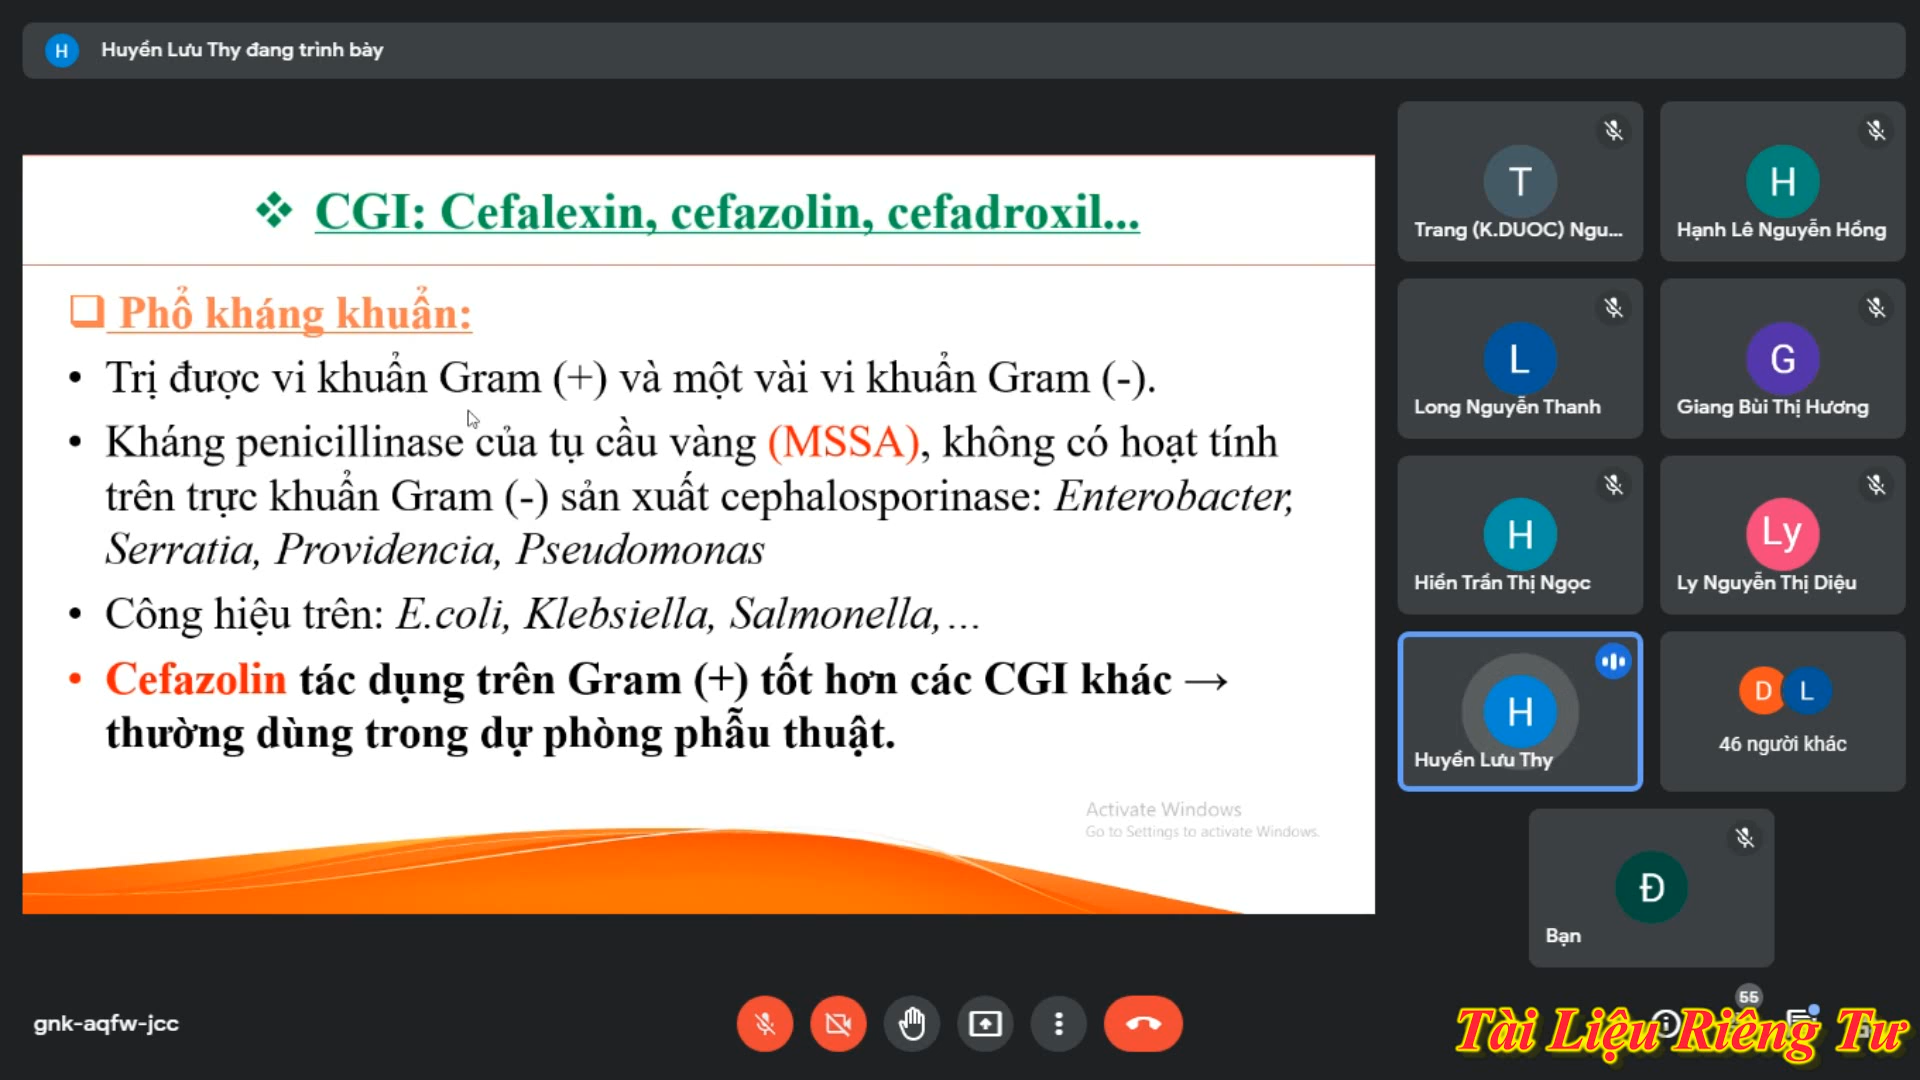 H Huyền Lưu Thy đang trình bày
❖ CGI: Cefalexin, cefazolin, cefadroxil...
Phổ kháng khuẩn:
• Trị được vi khuẩn Gram (+) và một vài vi khuẩn Gram (-).
• Kháng penicillinase của tụ cầu vàng (MSSA), không có hoạt tính
trên trực khuẩn Gram (-) sản xuất cephalosporinase: Enterobacter,
Serratia, Providencia, Pseudomonas
• Công hiệu trên: E.coli, Klebsiella, Salmonella,...
• Cefazolin tác dụng trên Gram (+) tốt hơn các CGI khác →
thường dùng trong dự phòng phẫu thuật.
Activate Windows
Go to Settings to activate Windows.
T
Trang (K.DUOC) Ngu...
H
Hạnh Lê Nguyễn Hồng
L
Long Nguyễn Thanh
G
Giang Bùi Thị Hương
H
Hiền Trần Thị Ngọc
Ly
Ly Nguyễn Thị Diệu
H
Huyền Lưu Thy
D L
46 người khác
Đ
Bạn
gnk-aqfw-jcc
55
Tài Liệu Riêng Tư